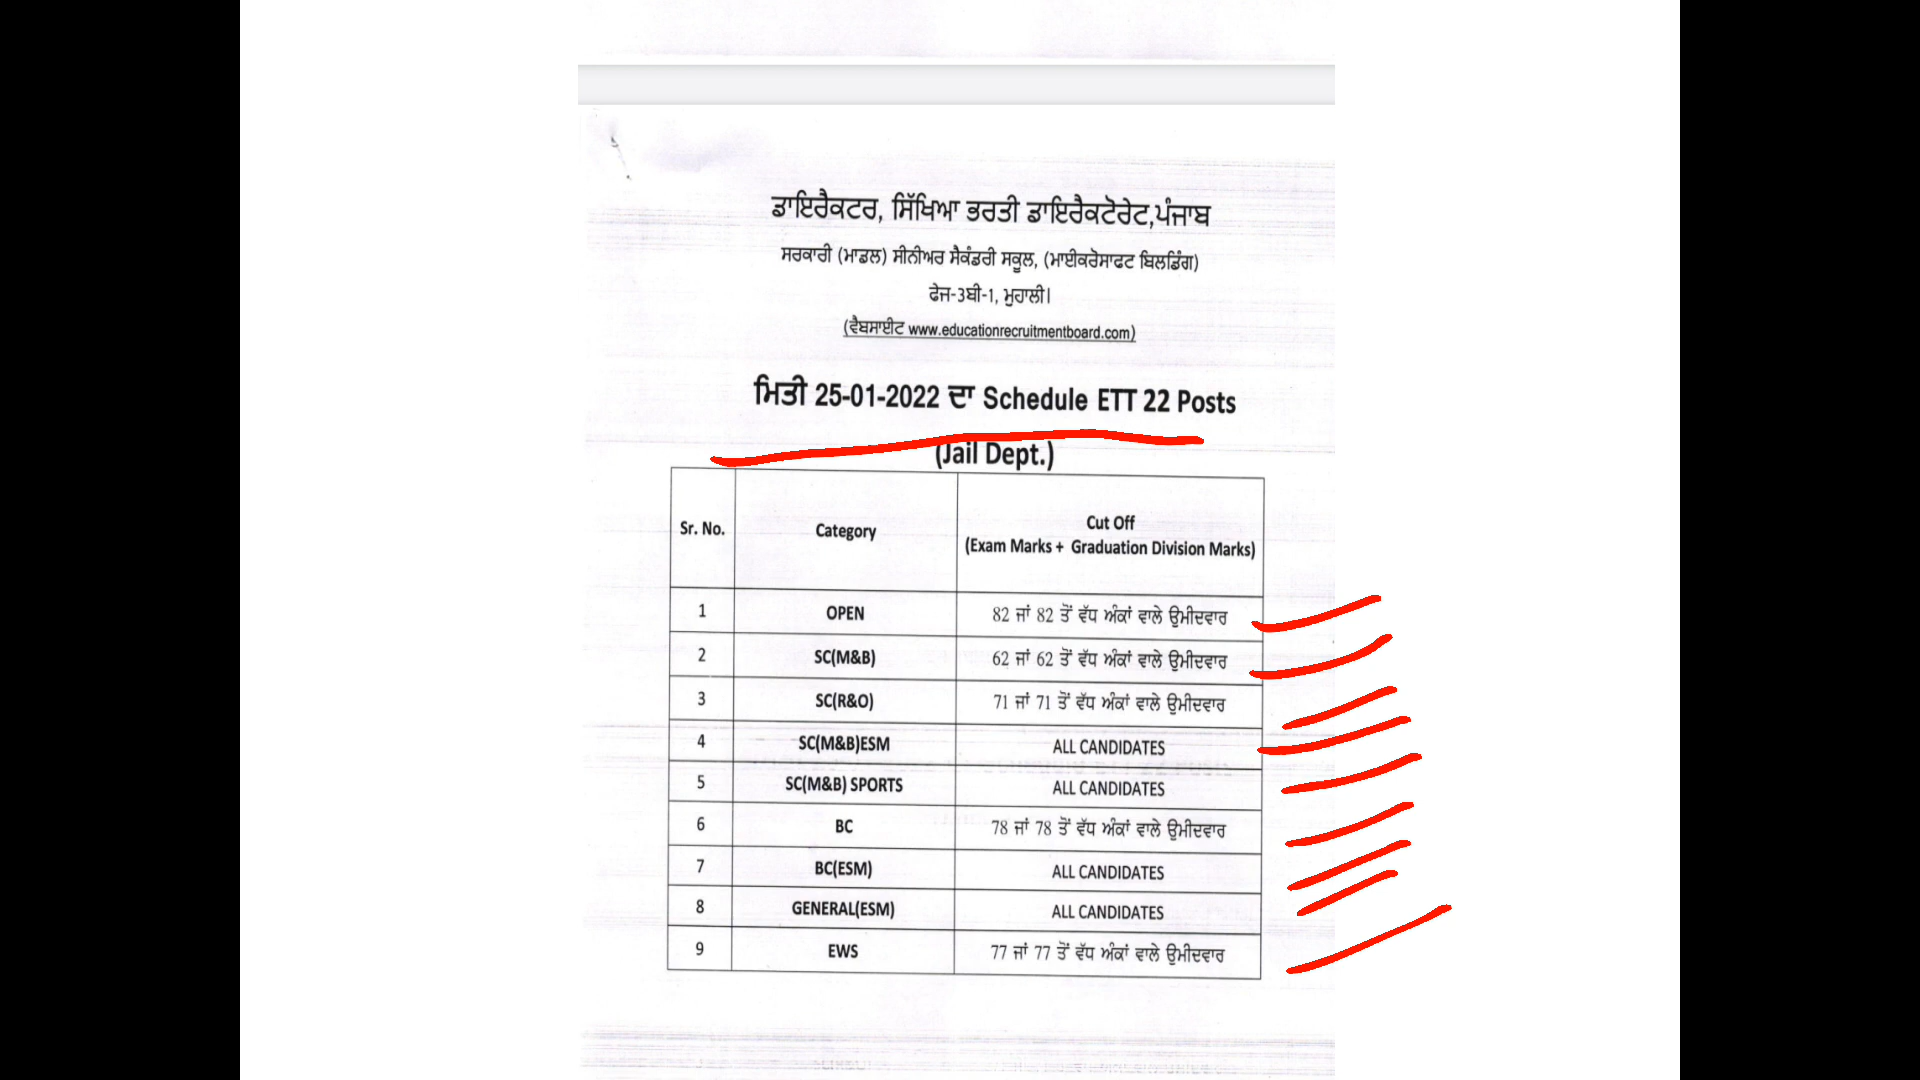 ਡਾਇਰੈਕਟਰ, ਸਿੱਖਿਆ ਭਰਤੀ ਡਾਇਰੈਕਟੋਰੇਟ,ਪੰਜਾਬ
ਸਰਕਾਰੀ (ਮਾਡਲ) ਸੀਨੀਅਰ ਸੈਕੰਡਰੀ ਸਕੂਲ, (ਮਾਈਕਰੋਸਾਫਟ ਬਿਲਡਿੰਗ)
ਫੇਜ-3ਬੀ-1, ਮੁਹਾਲੀ।
(ਵੈਬਸਾਈਟ www.educationrecruitmentboard.com)
ਮਿਤੀ 25-01-2022 ਦਾ Schedule ETT 22 Posts
(Jail Dept.)
Sr. No. Category Cut Off
(Exam Marks + Graduation Division Marks)
1 OPEN 82 ਜਾਂ 82 ਤੋਂ ਵੱਧ ਅੰਕਾਂ ਵਾਲੇ ਉਮੀਦਵਾਰ
2 SC(M&B) 62 ਜਾਂ 62 ਤੋਂ ਵੱਧ ਅੰਕਾਂ ਵਾਲੇ ਉਮੀਦਵਾਰ
3 SC(R&O) 71 ਜਾਂ 71 ਤੋਂ ਵੱਧ ਅੰਕਾਂ ਵਾਲੇ ਉਮੀਦਵਾਰ
4 SC(M&B)ESM ALL CANDIDATES
5 SC(M&B) SPORTS ALL CANDIDATES
6 BC 78 ਜਾਂ 78 ਤੋਂ ਵੱਧ ਅੰਕਾਂ ਵਾਲੇ ਉਮੀਦਵਾਰ
7 BC(ESM) ALL CANDIDATES
8 GENERAL(ESM) ALL CANDIDATES
9 EWS 77 ਜਾਂ 77 ਤੋਂ ਵੱਧ ਅੰਕਾਂ ਵਾਲੇ ਉਮੀਦਵਾਰ